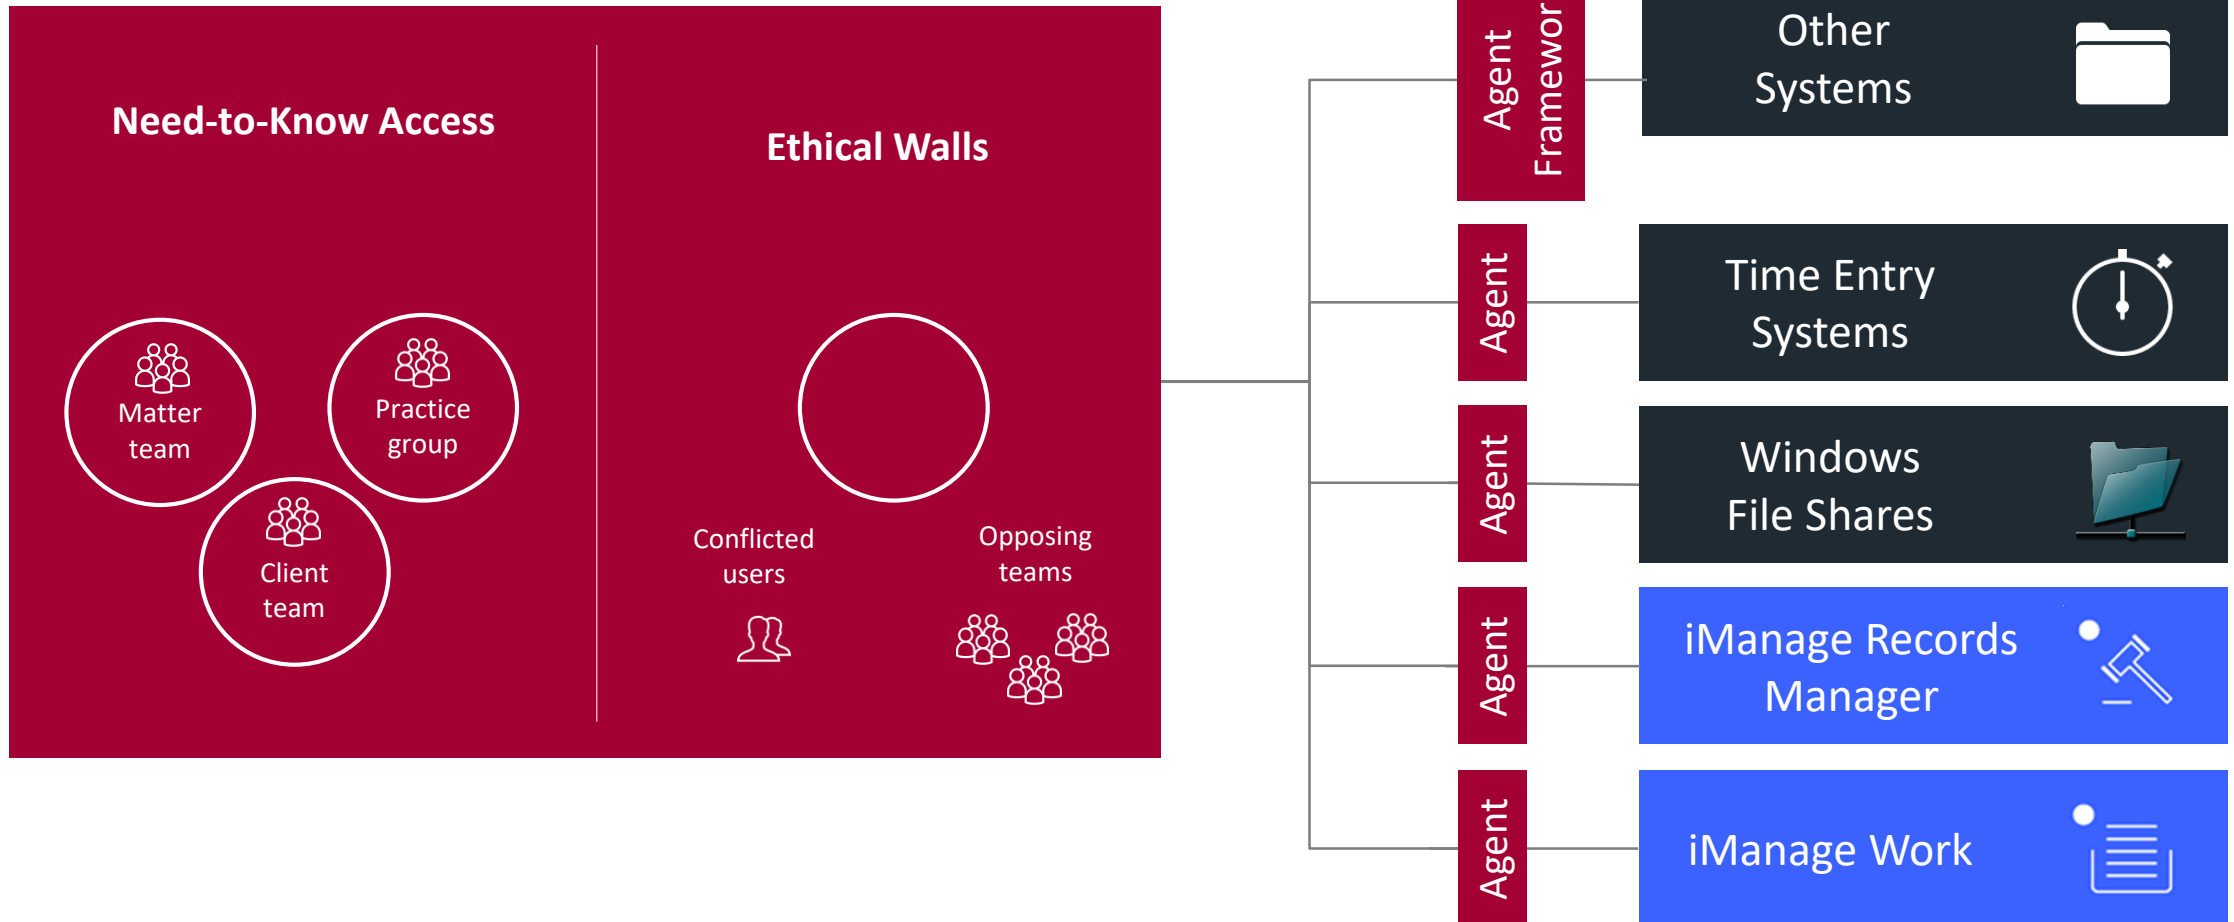 Need-to-Know Access
Matter
team
Practice
group
Client
team
Ethical Walls
Conflicted
users
Opposing
teams
Agent
Framewor
Other
Systems
Agent
Time Entry
Systems
Agent
Windows
File Shares
Agent
iManage Records
Manager
Agent
iManage Work